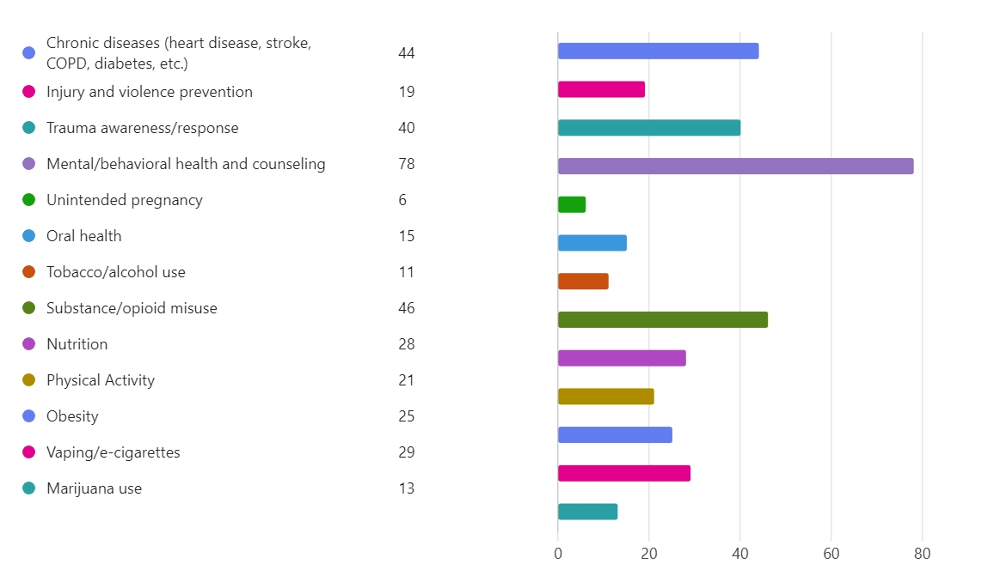 Chronic diseases (heart disease, stroke,
COPD, diabetes, etc.) 44
Injury and violence prevention 19
Trauma awareness/response 40
Mental/behavioral health and counseling 78
Unintended pregnancy 6
Oral health 15
Tobacco/alcohol use 11
Substance/opioid misuse 46
Nutrition 28
Physical Activity 21
Obesity 25
Vaping/e-cigarettes 29
Marijuana use 13
0 20 40 60 80